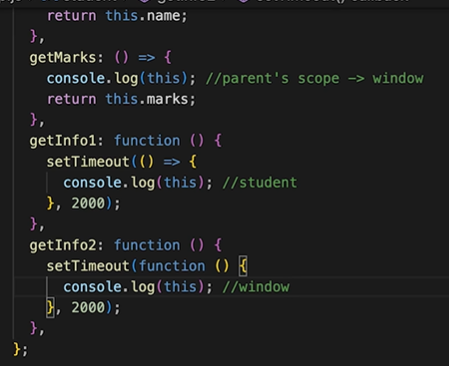 return this.name;
},
getMarks: () => {
console.log(this); //parent's scope -> window
return this.marks;
},
getInfo1: function () {
setTimeout(() => {
console.log(this); //student
}, 2000);
},
getInfo2: function () {
setTimeout(function () {
console.log(this); //window
}, 2000);
},
};